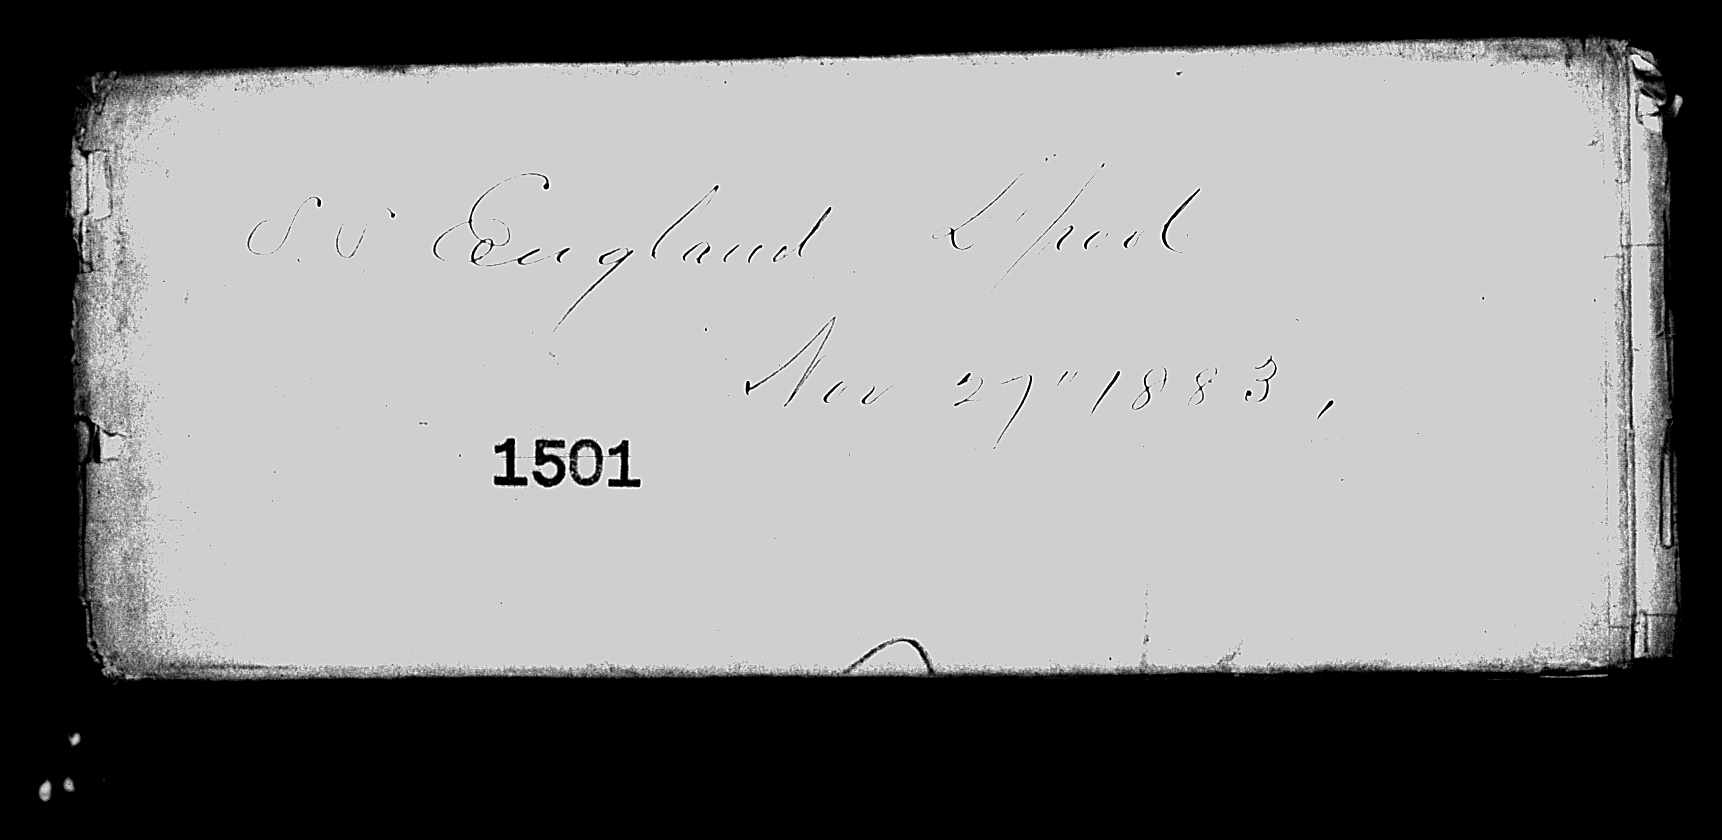 S.S England L'pool
Nov 27" 1883,
1501